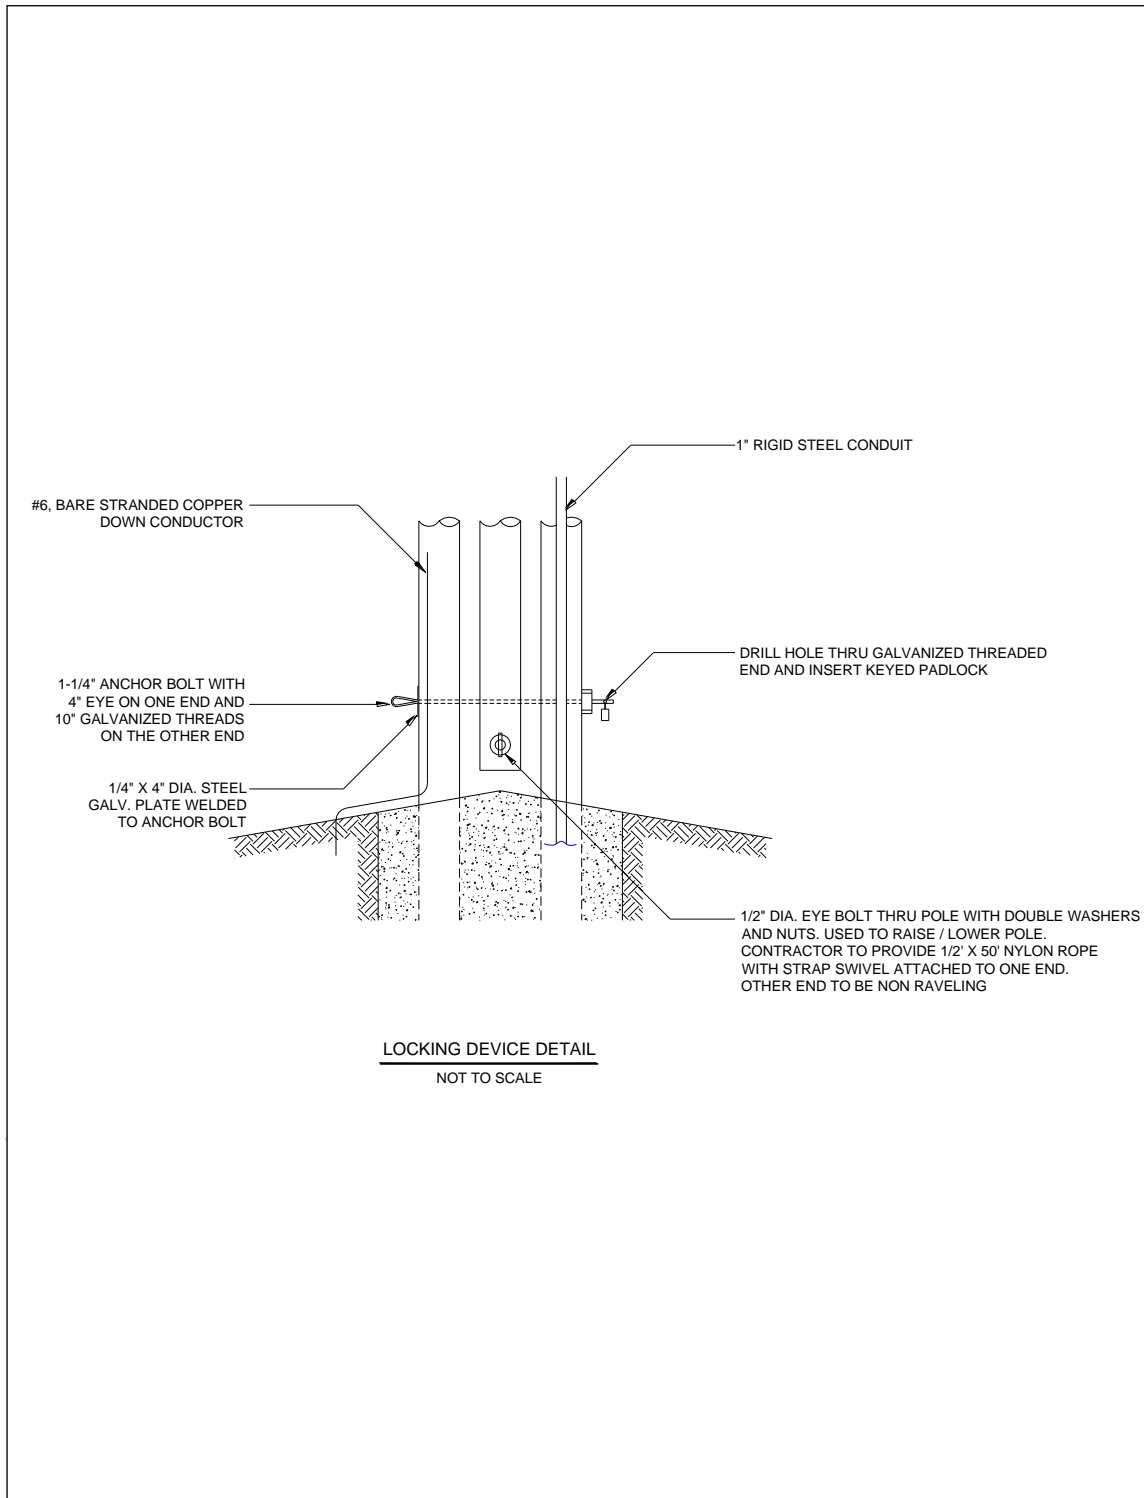 1" RIGID STEEL CONDUIT
#6, BARE STRANDED COPPER
DOWN CONDUCTOR
DRILL HOLE THRU GALVANIZED THREADED
END AND INSERT KEYED PADLOCK
1-1/4" ANCHOR BOLT WITH
4" EYE ON ONE END AND
10" GALVANIZED THREADS
ON THE OTHER END
1/4" X 4" DIA. STEEL
GALV. PLATE WELDED
TO ANCHOR BOLT
1/2" DIA. EYE BOLT THRU POLE WITH DOUBLE WASHERS
AND NUTS. USED TO RAISE / LOWER POLE.
CONTRACTOR TO PROVIDE 1/2' X 50' NYLON ROPE
WITH STRAP SWIVEL ATTACHED TO ONE END.
OTHER END TO BE NON RAVELING
LOCKING DEVICE DETAIL
NOT TO SCALE